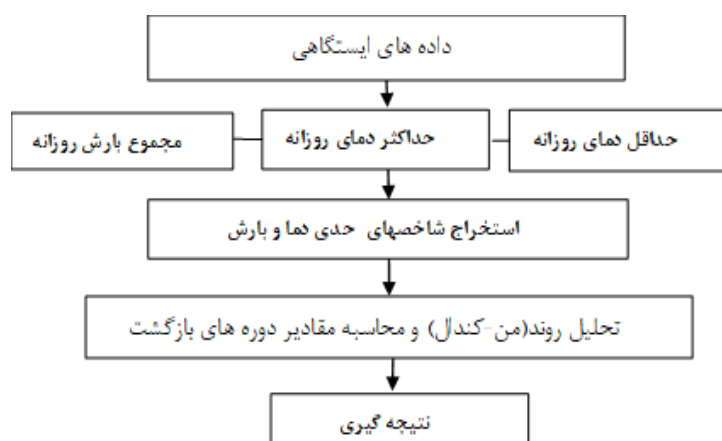 داده های ایستگاهی
حداقل دمای روزانه
حداکثر دمای روزانه
مجموع بارش روزانه
استخراج شاخصهای حدی دما و بارش
تحلیل روند(من-کندال) و محاسبه مقادیر دوره های بازگشت
نتیجه گیری